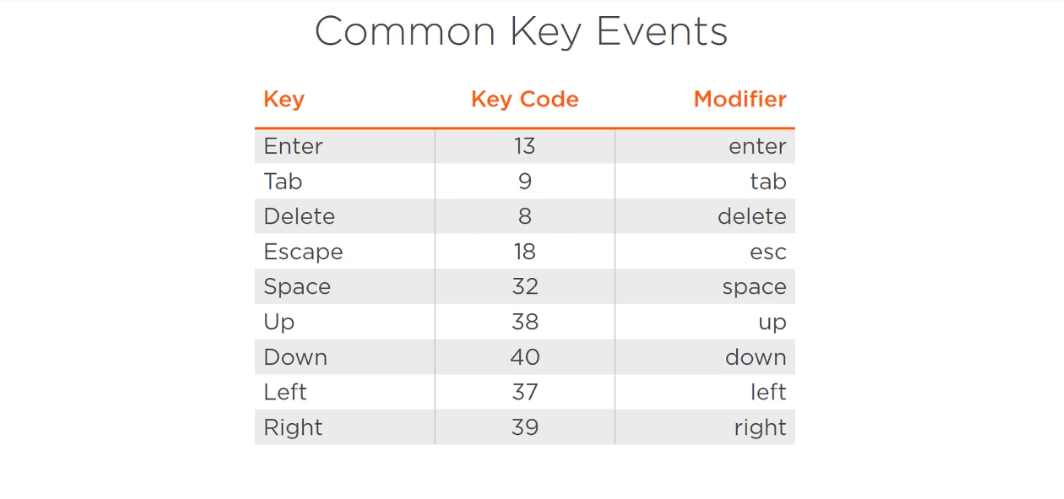 Common Key Events
Key Key Code Modifier
Enter 13 enter
Tab 9 tab
Delete 8 delete
Escape 18 esc
Space 32 space
Up 38 up
Down 40 down
Left 37 left
Right 39 right